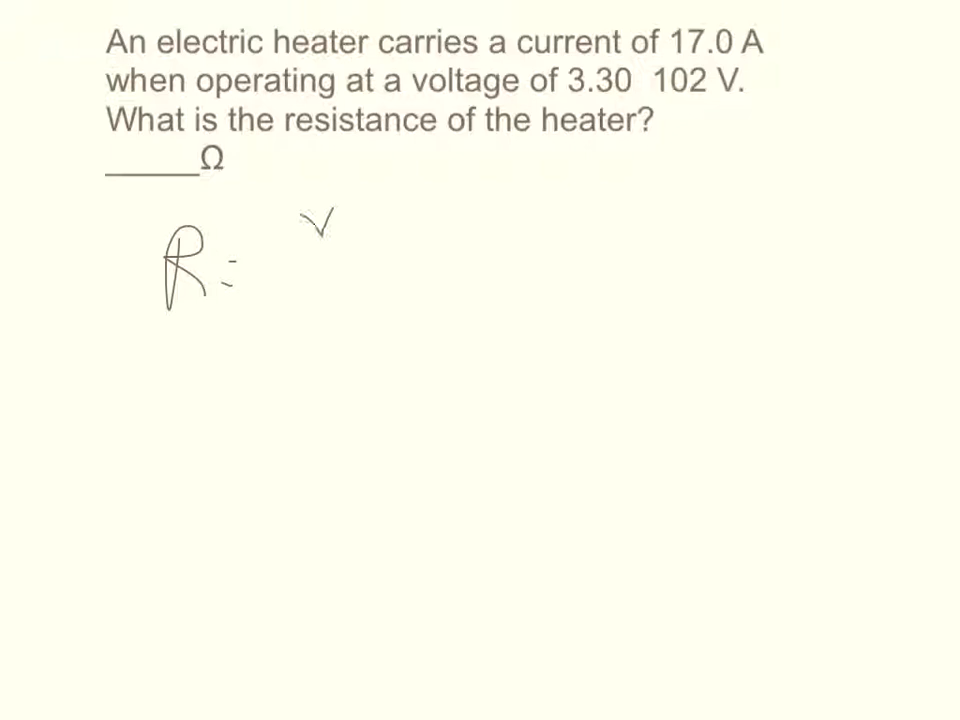 An electric heater carries a current of 17.0 A
when operating at a voltage of 3.30  102 V.
What is the resistance of the heater?
_____Ω
R = V